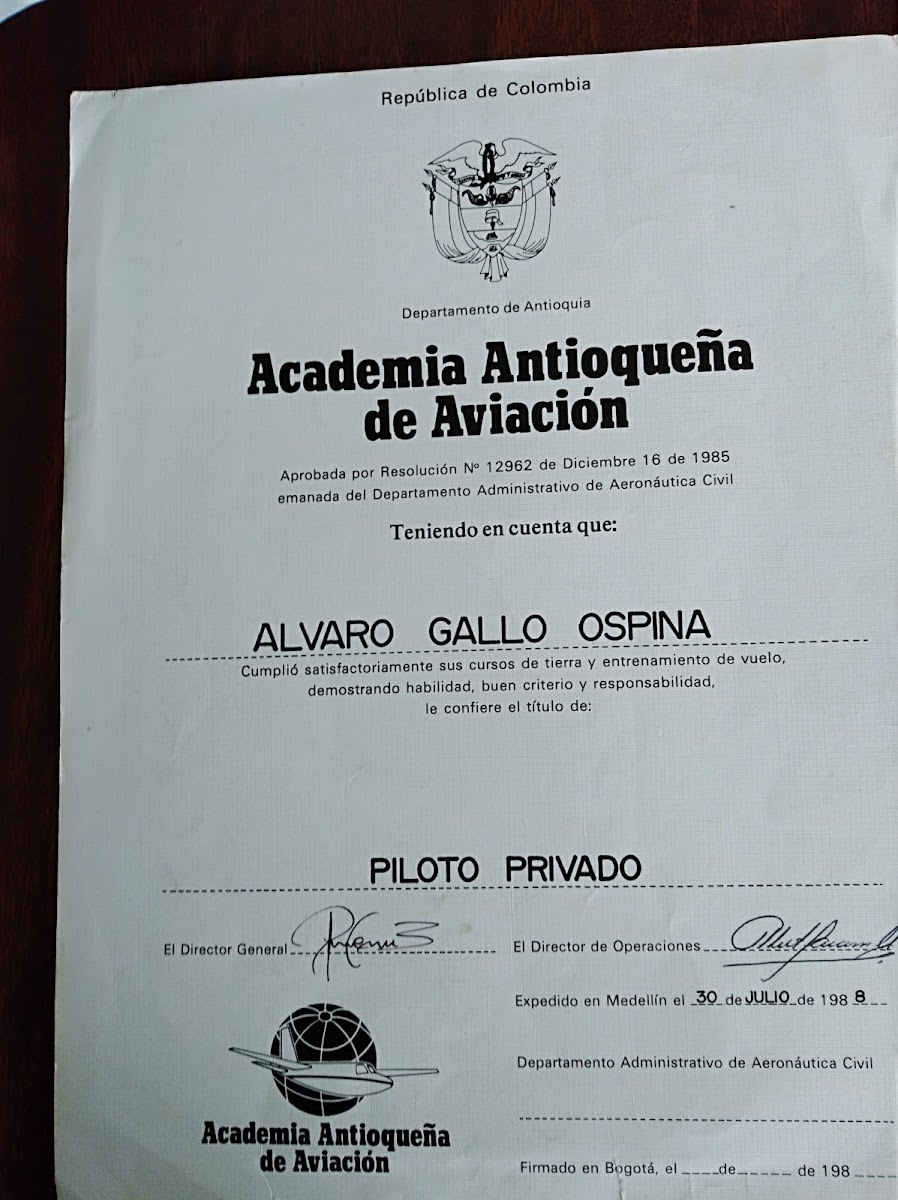 República de Colombia
Departamento de Antioquia
Academia Antioqueña
de Aviación
Aprobada por Resolución Nº 12962 de Diciembre 16 de 1985
emanada del Departamento Administrativo de Aeronáutica Civil
Teniendo en cuenta que:
ALVARO GALLO OSPINA
Cumplió satisfactoriamente sus cursos de tierra y entrenamiento de vuelo,
demostrando habilidad, buen criterio y responsabilidad,
le confiere el título de:
PILOTO PRIVADO
El Director General
El Director de Operaciones
Expedido en Medellín el 30 de JULIO de 1988
Departamento Administrativo de Aeronáutica Civil
Academia Antioqueña
de Aviación
Firmado en Bogotá, el ____de______ de 198____